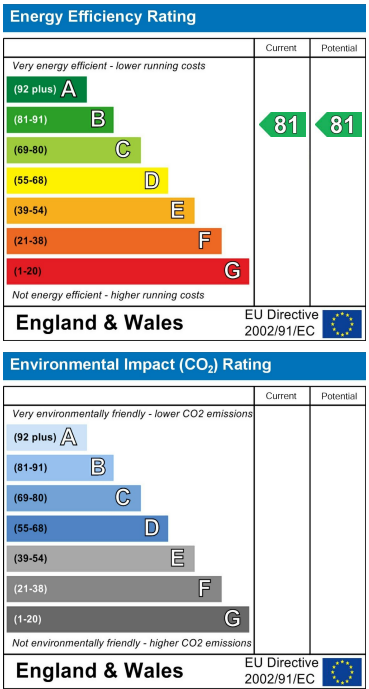 Energy Efficiency Rating
Current Potential
Very energy efficient - lower running costs
(92 plus) A
(81-91) B 81 81
(69-80) C
(55-68) D
(39-54) E
(21-38) F
(1-20) G
Not energy efficient - higher running costs
England & Wales EU Directive 2002/91/EC
Environmental Impact (CO₂) Rating
Current Potential
Very environmentally friendly - lower CO2 emissions
(92 plus) A
(81-91) B
(69-80) C
(55-68) D
(39-54) E
(21-38) F
(1-20) G
Not environmentally friendly - higher CO2 emissions
England & Wales EU Directive 2002/91/EC